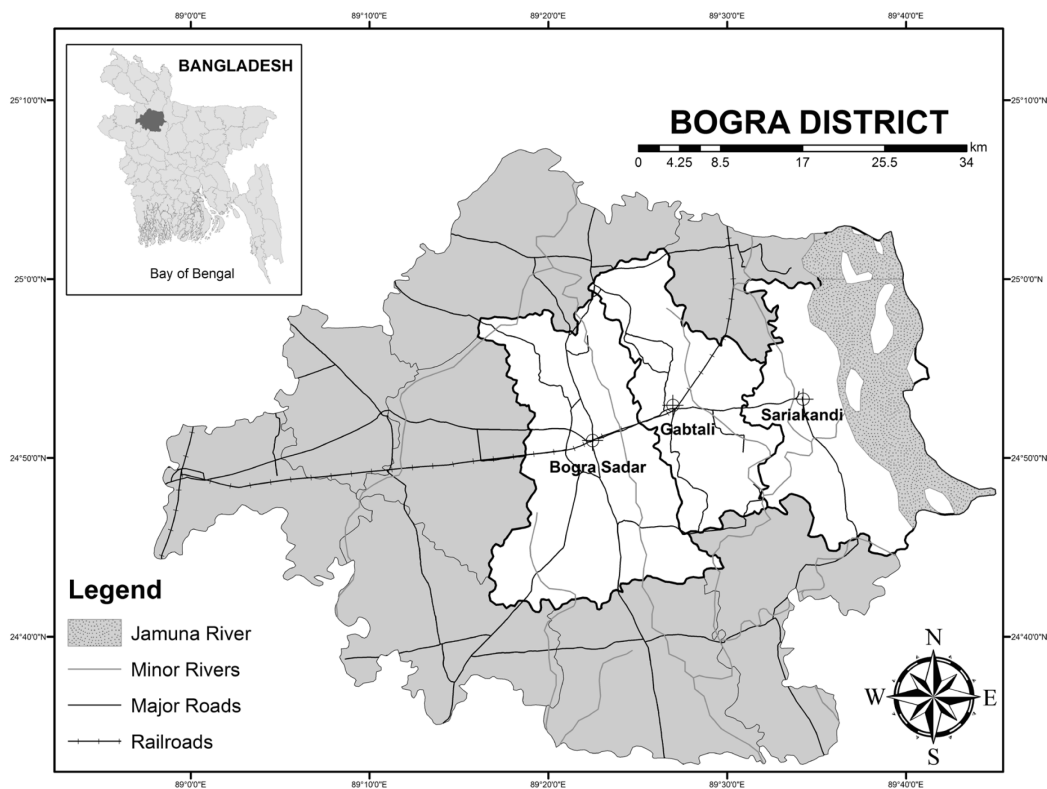 89°0'0"E 89°10'0"E 89°20'0"E 89°30'0"E 89°40'0"E
BANGLADESH
Bay of Bengal
25°10'0"N 25°10'0"N
BOGRA DISTRICT
km
0 4.25 8.5 17 25.5 34
25°0'0"N 25°0'0"N
Sariakandi
Gabtali
Bogra Sadar
24°50'0"N 24°50'0"N
Legend
Jamuna River
Minor Rivers
Major Roads
Railroads
24°40'0"N 24°40'0"N
N
W E
S
89°0'0"E 89°10'0"E 89°20'0"E 89°30'0"E 89°40'0"E